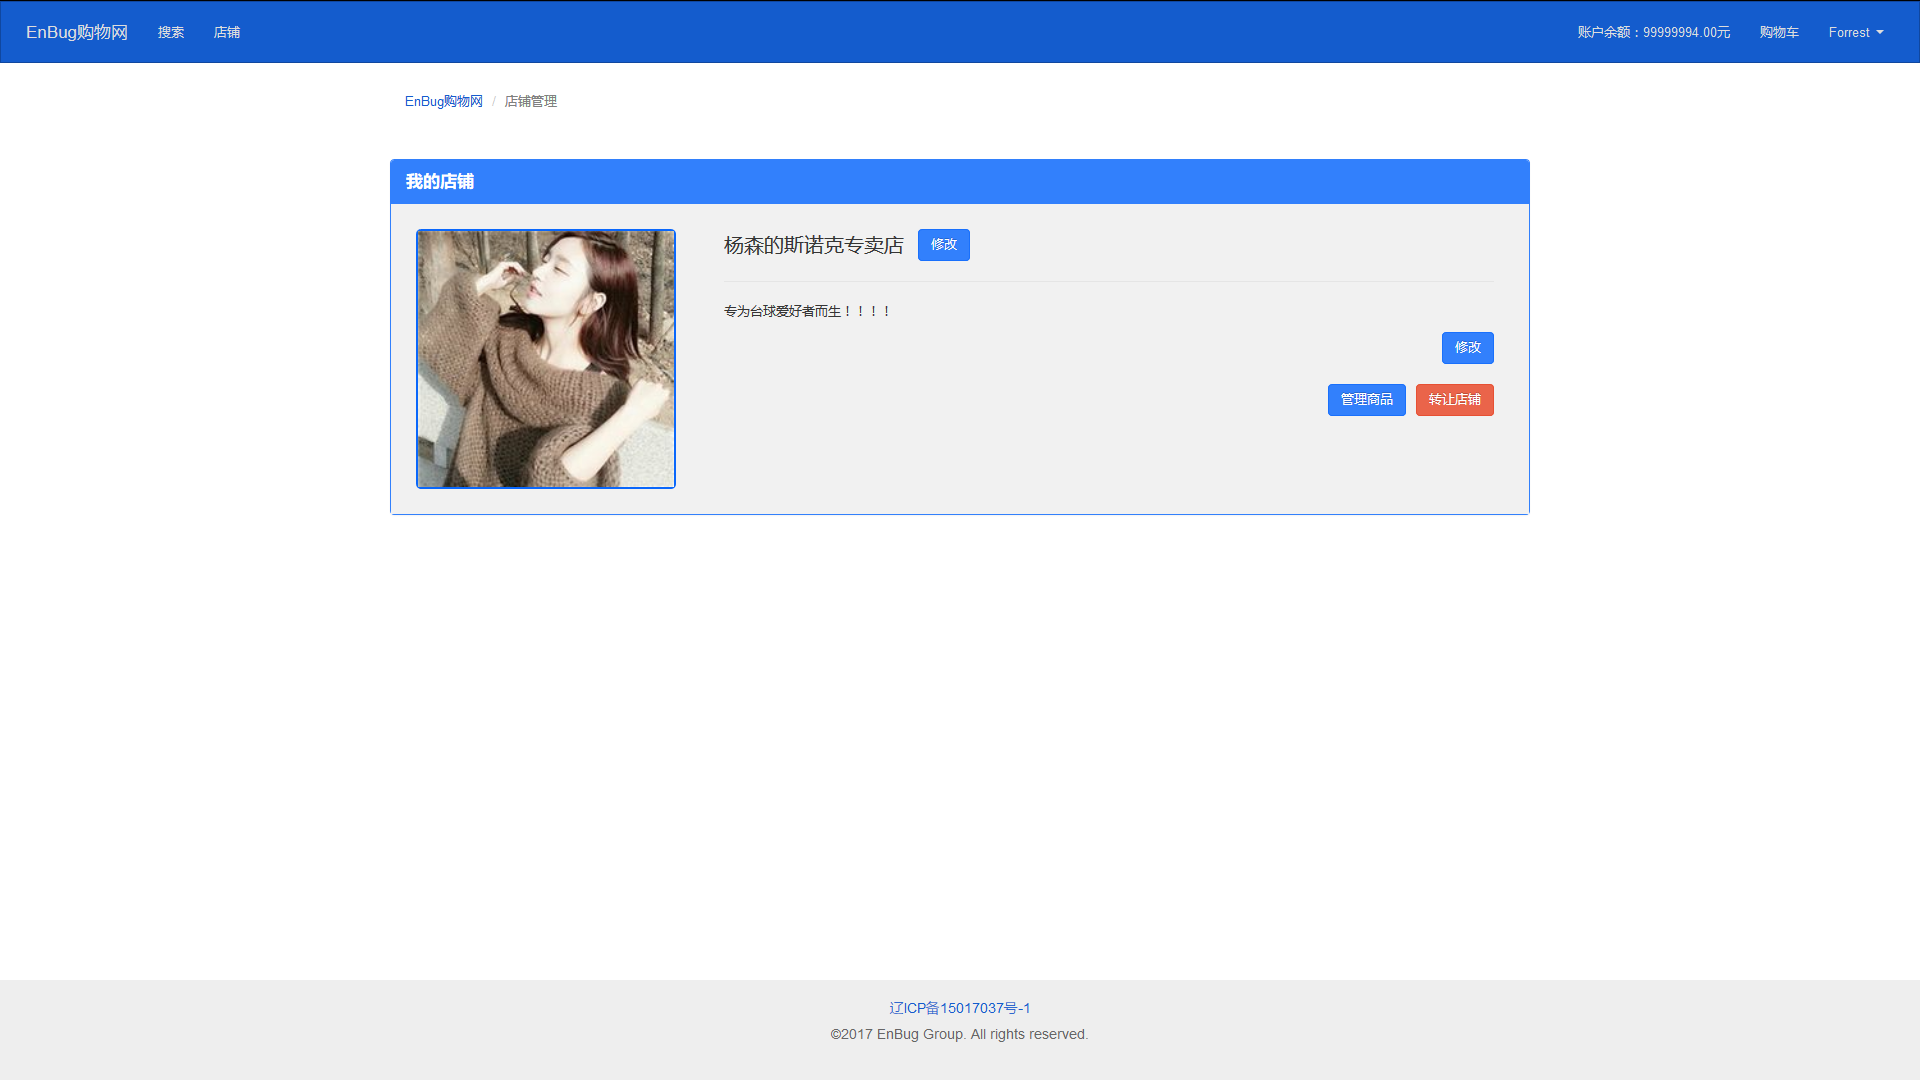 EnBug购物网 搜索 店铺 账户余额：99999994.00元 购物车 Forrest
EnBug购物网 / 店铺管理
我的店铺
杨森的斯诺克专卖店 修改
专为台球爱好者而生！！！！
修改
管理商品 转让店铺
辽ICP备15017037号-1
©2017 EnBug Group. All rights reserved.